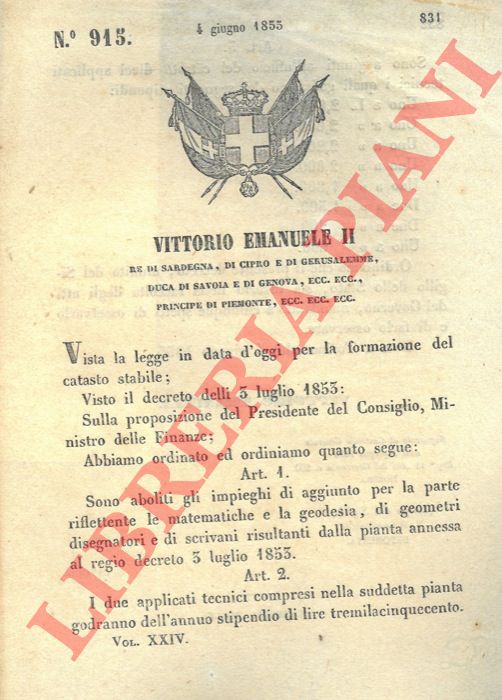 831
N.° 915.
4 giugno 1855
VITTORIO EMANUELE II
RE DI SARDEGNA, DI CIPRO E DI GERUSALEMME,
DUCA DI SAVOIA E DI GENOVA, ECC. ECC.,
PRINCIPE DI PIEMONTE, ECC. ECC. ECC.
Vista la legge in data d'oggi per la formazione del
catasto stabile;
Visto il decreto delli 3 luglio 1853:
Sulla proposizione del Presidente del Consiglio, Mi-
nistro delle Finanze;
Abbiamo ordinato ed ordiniamo quanto segue:
Art. 1.
Sono aboliti gli impieghi di aggiunto per la parte
riflettente le matematiche e la geodesia, di geometri
disegnatori e di scrivani risultanti dalla pianta annessa
al regio decreto 3 luglio 1853.
Art. 2.
I due applicati tecnici compresi nella suddetta pianta
godranno dell'annuo stipendio di lire tremilacinquecento.
VOL. XXIV.
LIBRERIA PIANI